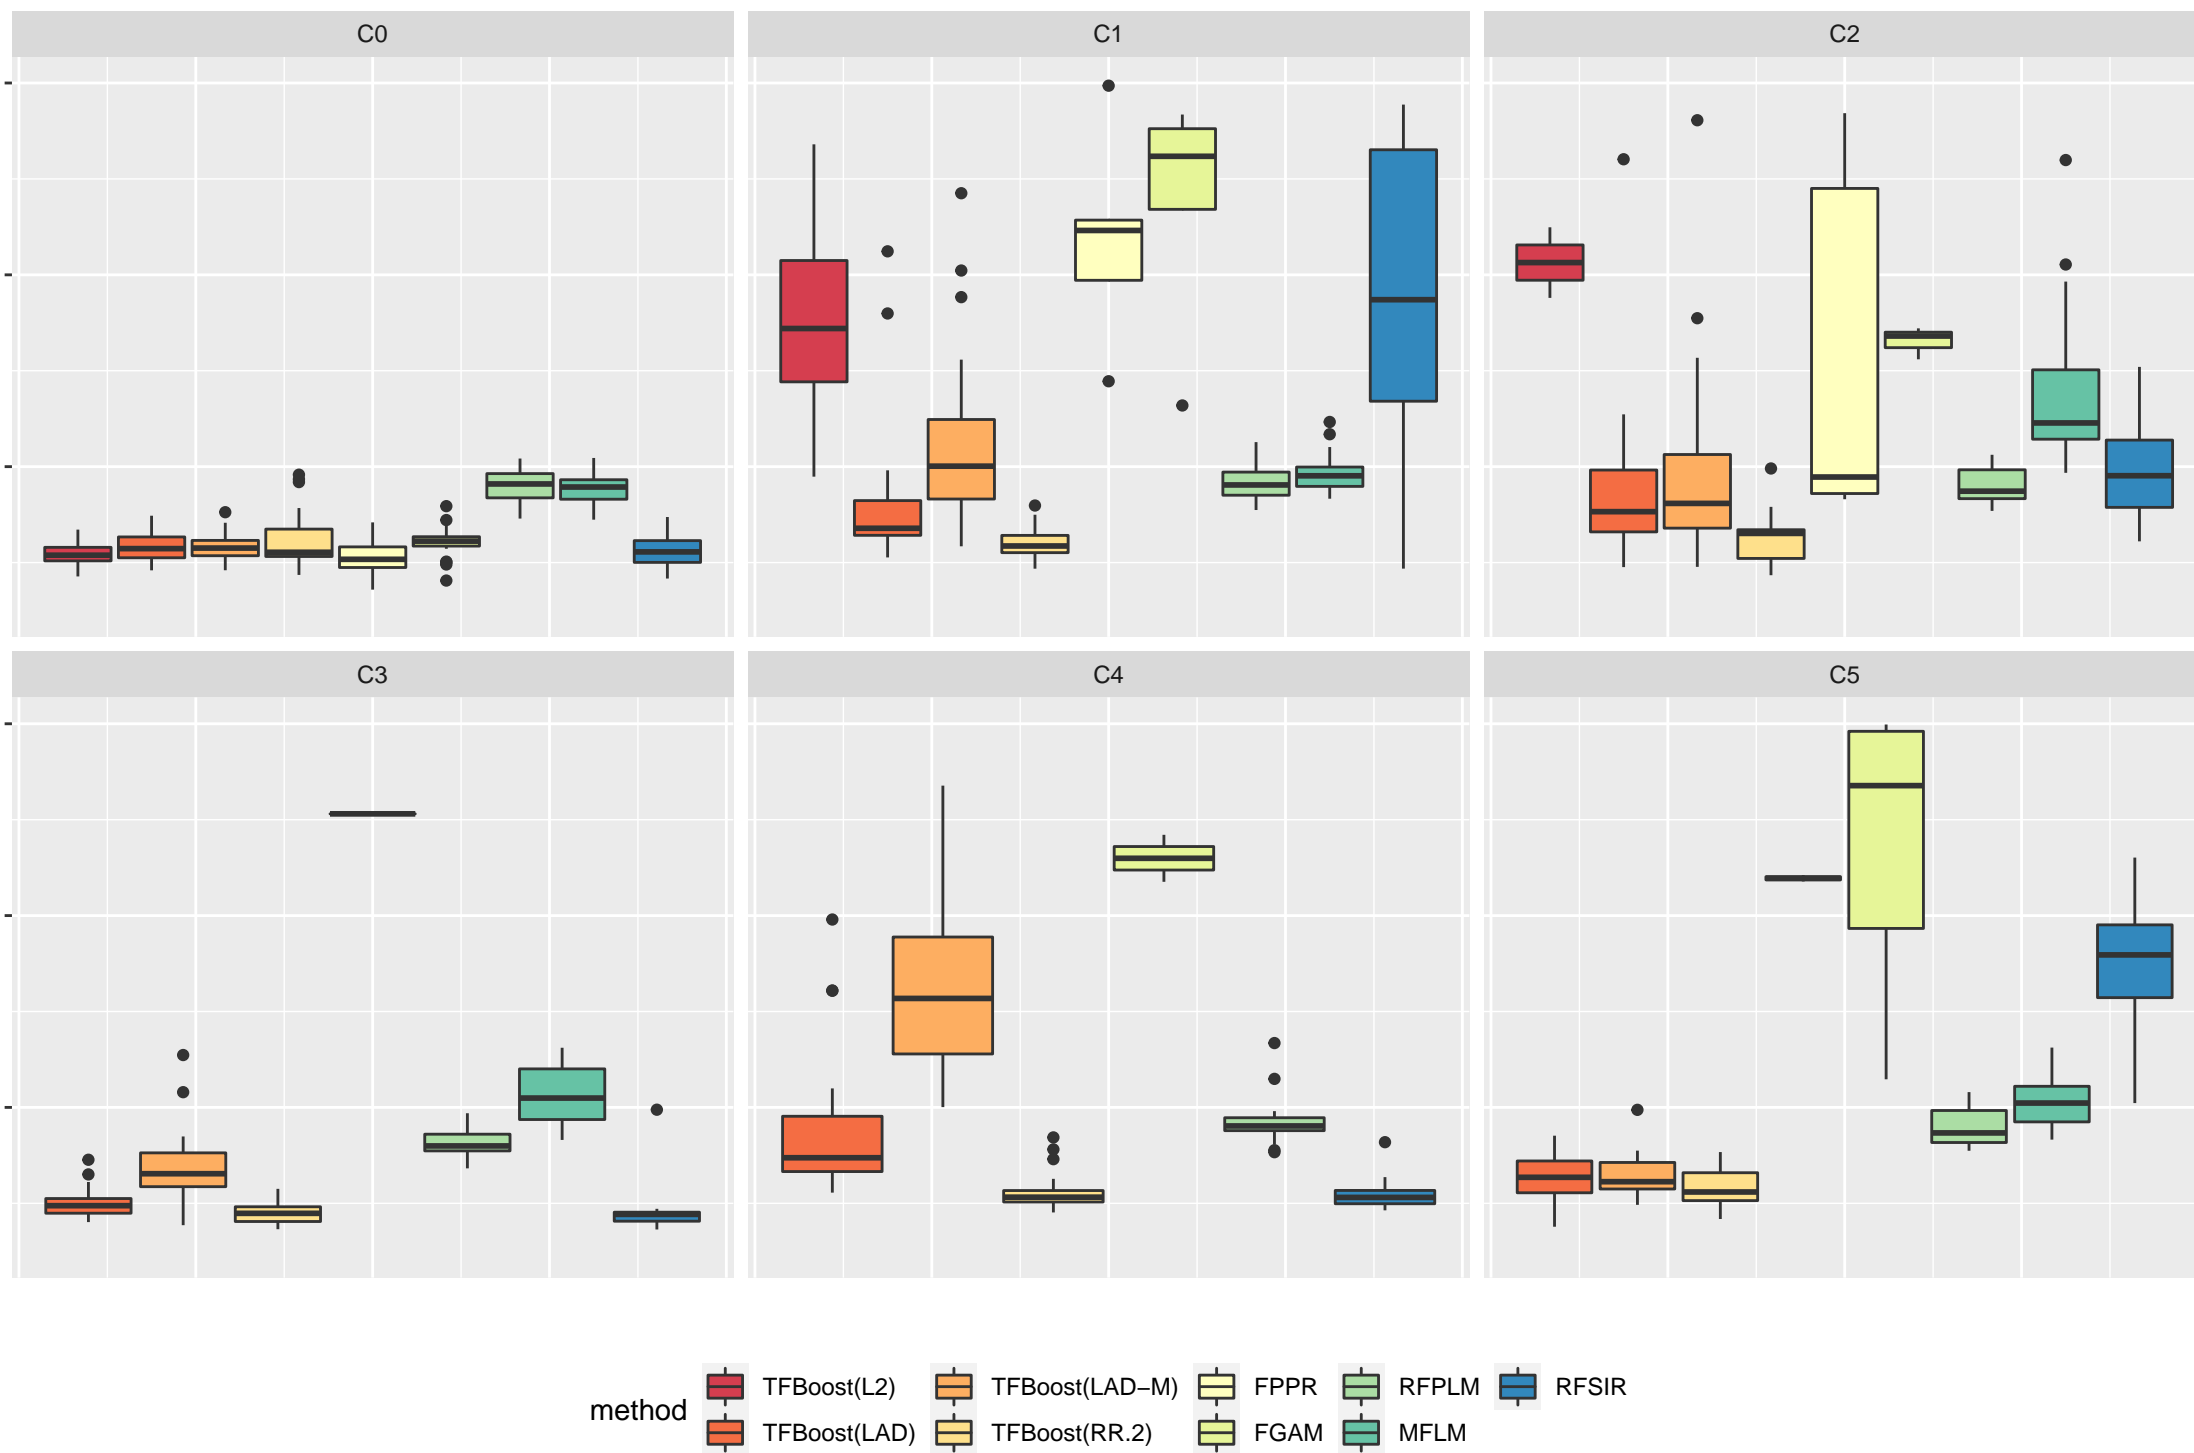 C0
C1
C2
C3
C4
C5
method
TFBoost(L2)
TFBoost(LAD−M)
FPPR
RFPLM
RFSIR
TFBoost(LAD)
TFBoost(RR.2)
FGAM
MFLM